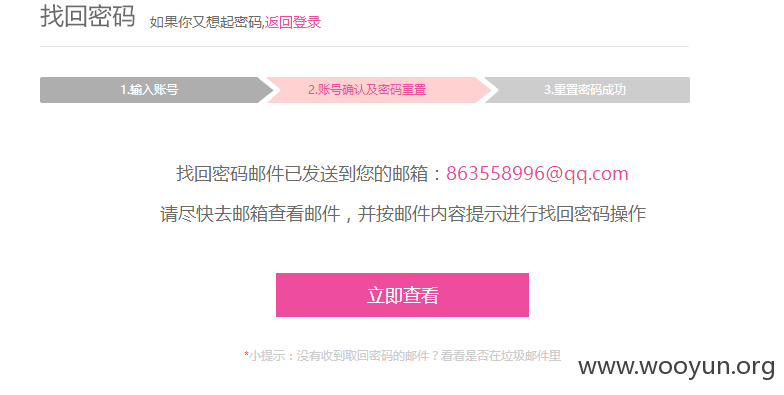 找回密码 如果你又想起密码,返回登录
1.输入账号 2.账号确认及密码重置 3.重置密码成功
找回密码邮件已发送到您的邮箱：863558996@qq.com
请尽快去邮箱查看邮件，并按邮件内容提示进行找回密码操作
立即查看
*小提示：没有收到取回密码的邮件？看看是否在垃圾邮件里
www.wooyun.org